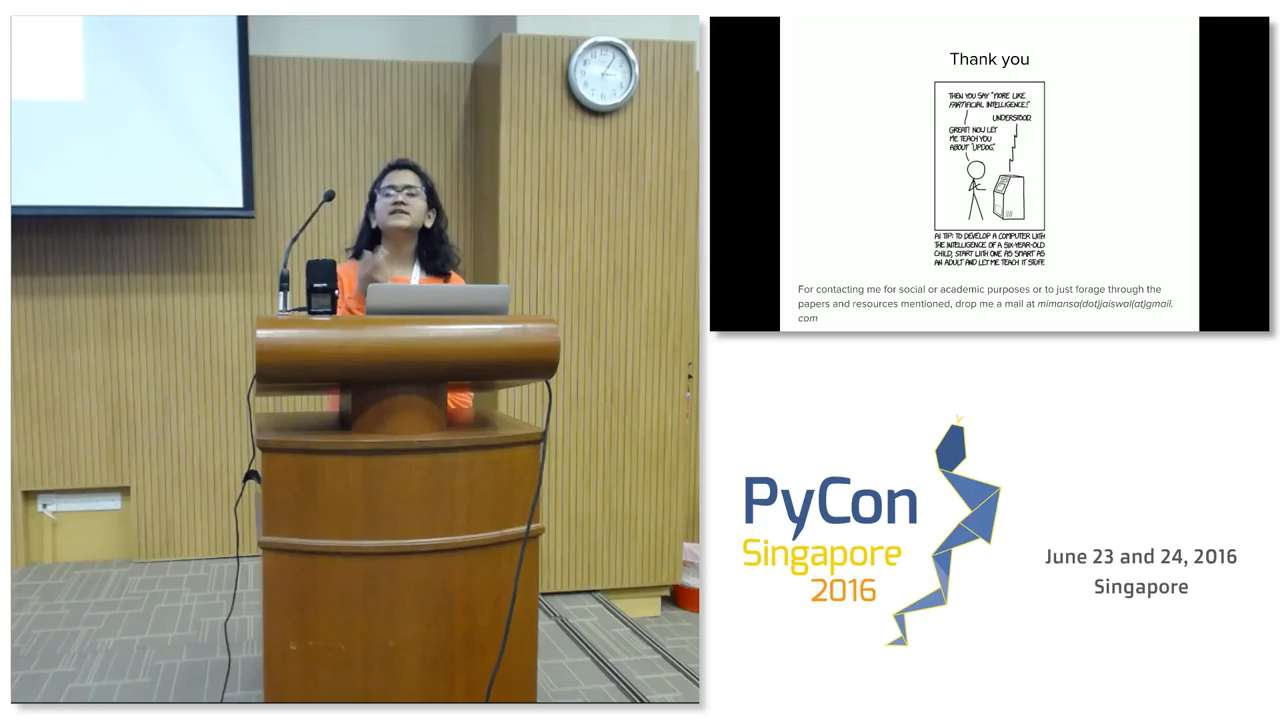 Thank you
THEN YOU SAY "MORE LIKE
FARTIFICIAL INTELLIGENCE!"
UNDERSTOOD.
GREAT! NOW LET
ME TEACH YOU
ABOUT "UPDOG."
AI TIP: TO DEVELOP A COMPUTER WITH
THE INTELLIGENCE OF A SIX-YEAR-OLD
CHILD, START WITH ONE AS SMART AS
AN ADULT AND LET ME TEACH IT STUFF.
For contacting me for social or academic purposes or to just forage through the
papers and resources mentioned, drop me a mail at mimansa(dot)jaiswal(at)gmail.
com
PyCon
Singapore
2016
June 23 and 24, 2016
Singapore